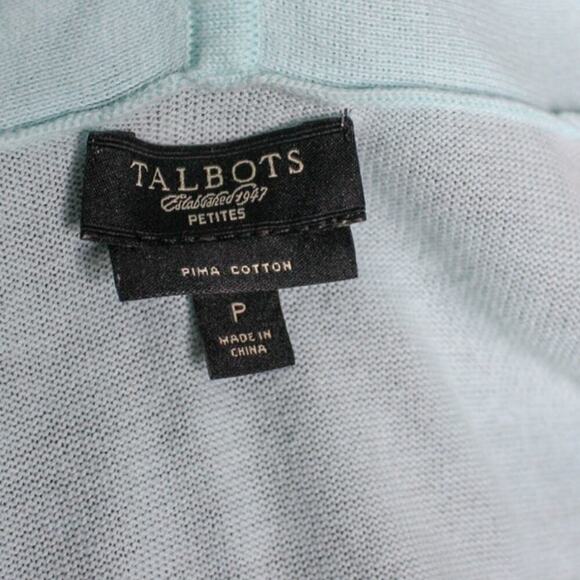 TALBOTS
Established 1947
PETITES
PIMA COTTON
P
MADE IN
CHINA